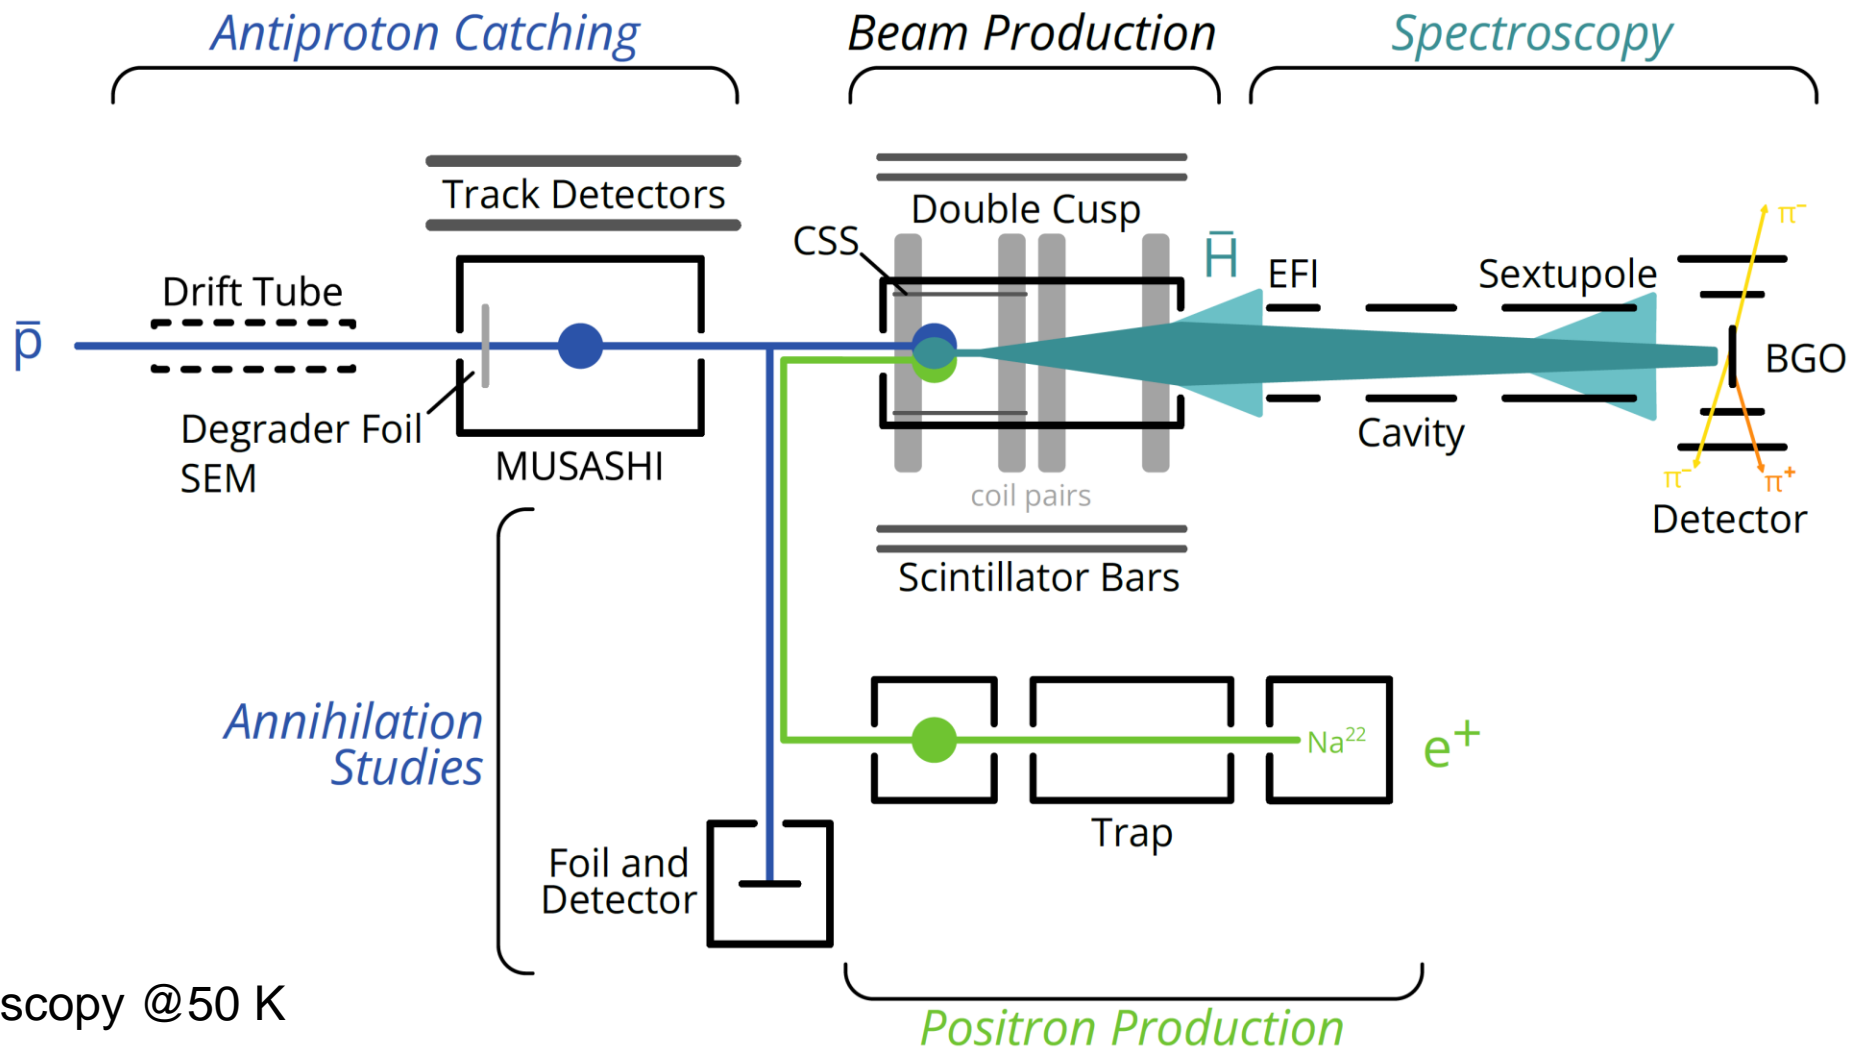 Antiproton Catching
Beam Production
Spectroscopy
Track Detectors
Double Cusp
π⁻
CSS
H̄
EFI
Sextupole
Drift Tube
p̄
BGO
Degrader Foil
SEM
MUSASHI
Cavity
π⁻
π⁺
coil pairs
Detector
Scintillator Bars
Annihilation
Studies
Na²²
e⁺
Trap
Foil and
Detector
scopy @50 K
Positron Production